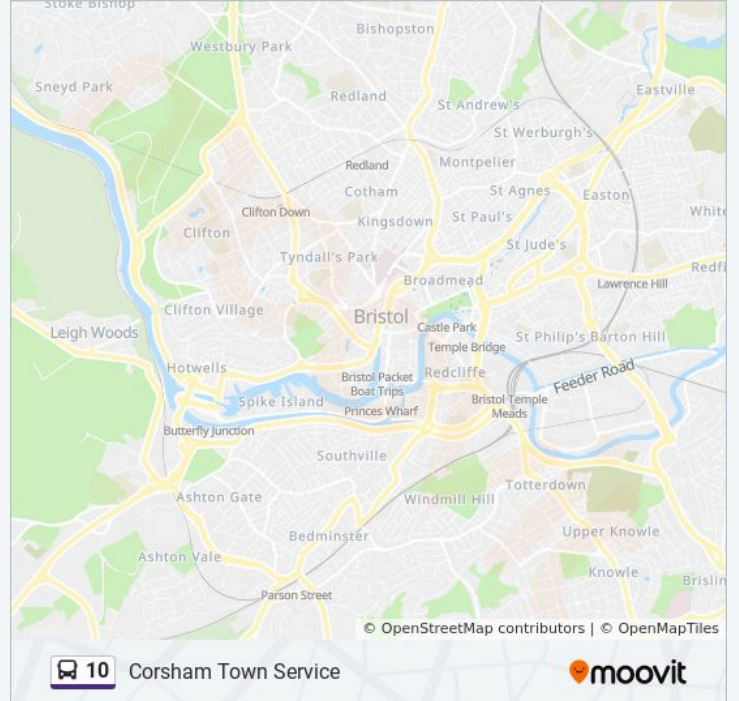 Stoke Bishop
Bishopston
Westbury Park
Sneyd Park
Redland
Eastville
St Andrew's
St Werburgh's
Redland
Montpelier
Cotham
St Agnes
Easton
Clifton Down
Kingsdown
St Paul's
White
Clifton
St Jude's
Tyndall's Park
Redfi
Broadmead
Lawrence Hill
Clifton Village
Bristol
Castle Park
Leigh Woods
St Philip's
Barton Hill
Temple Bridge
Hotwells
Bristol Packet
Boat Trips
Redcliffe
Feeder Road
Spike Island
Princes Wharf
Bristol Temple
Meads
Butterfly Junction
Southville
Totterdown
Ashton Gate
Windmill Hill
Bedminster
Upper Knowle
Ashton Vale
Knowle
Brislin
Parson Street
© OpenStreetMap contributors | © OpenMapTiles
10 Corsham Town Service
moovit